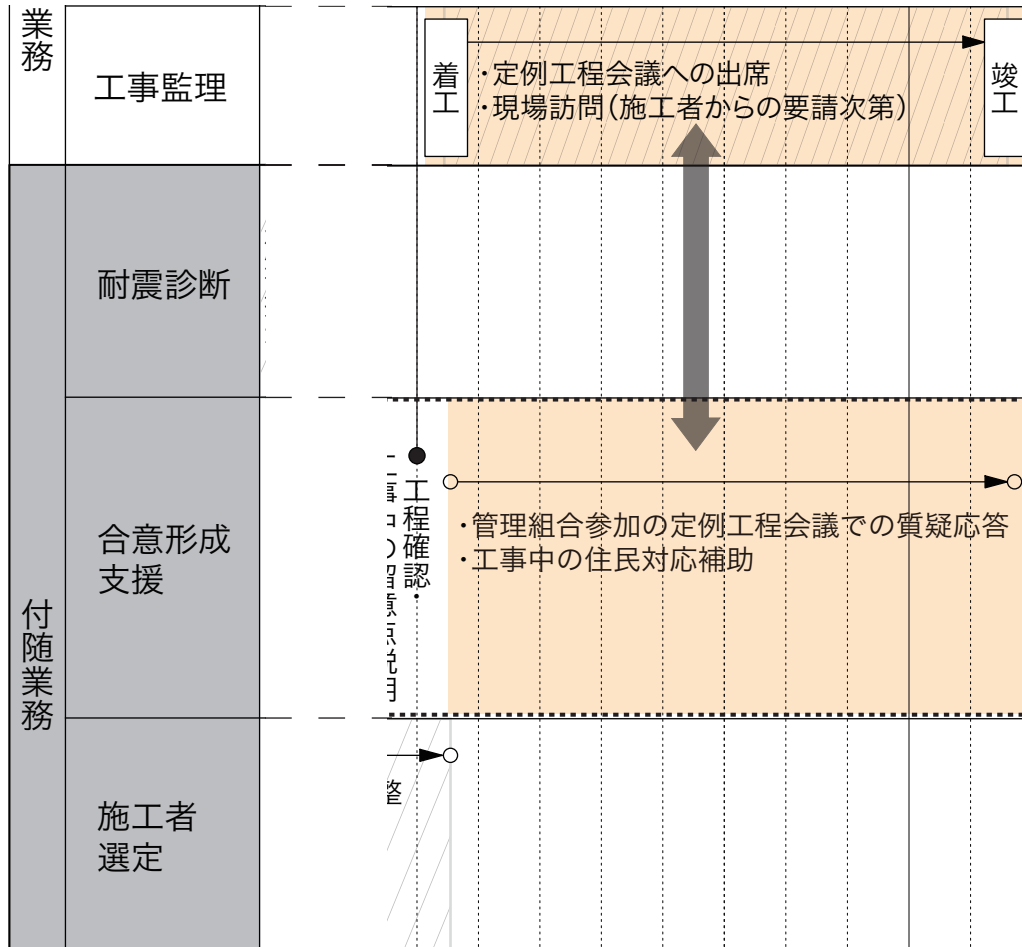 業務
工事監理
着工
・定例工程会議への出席
・現場訪問（施工者からの要請次第）
竣工
耐震診断
付随業務
合意形成
支援
工程確認・
・管理組合参加の定例工程会議での質疑応答
・工事中の住民対応補助
施工者
選定
整